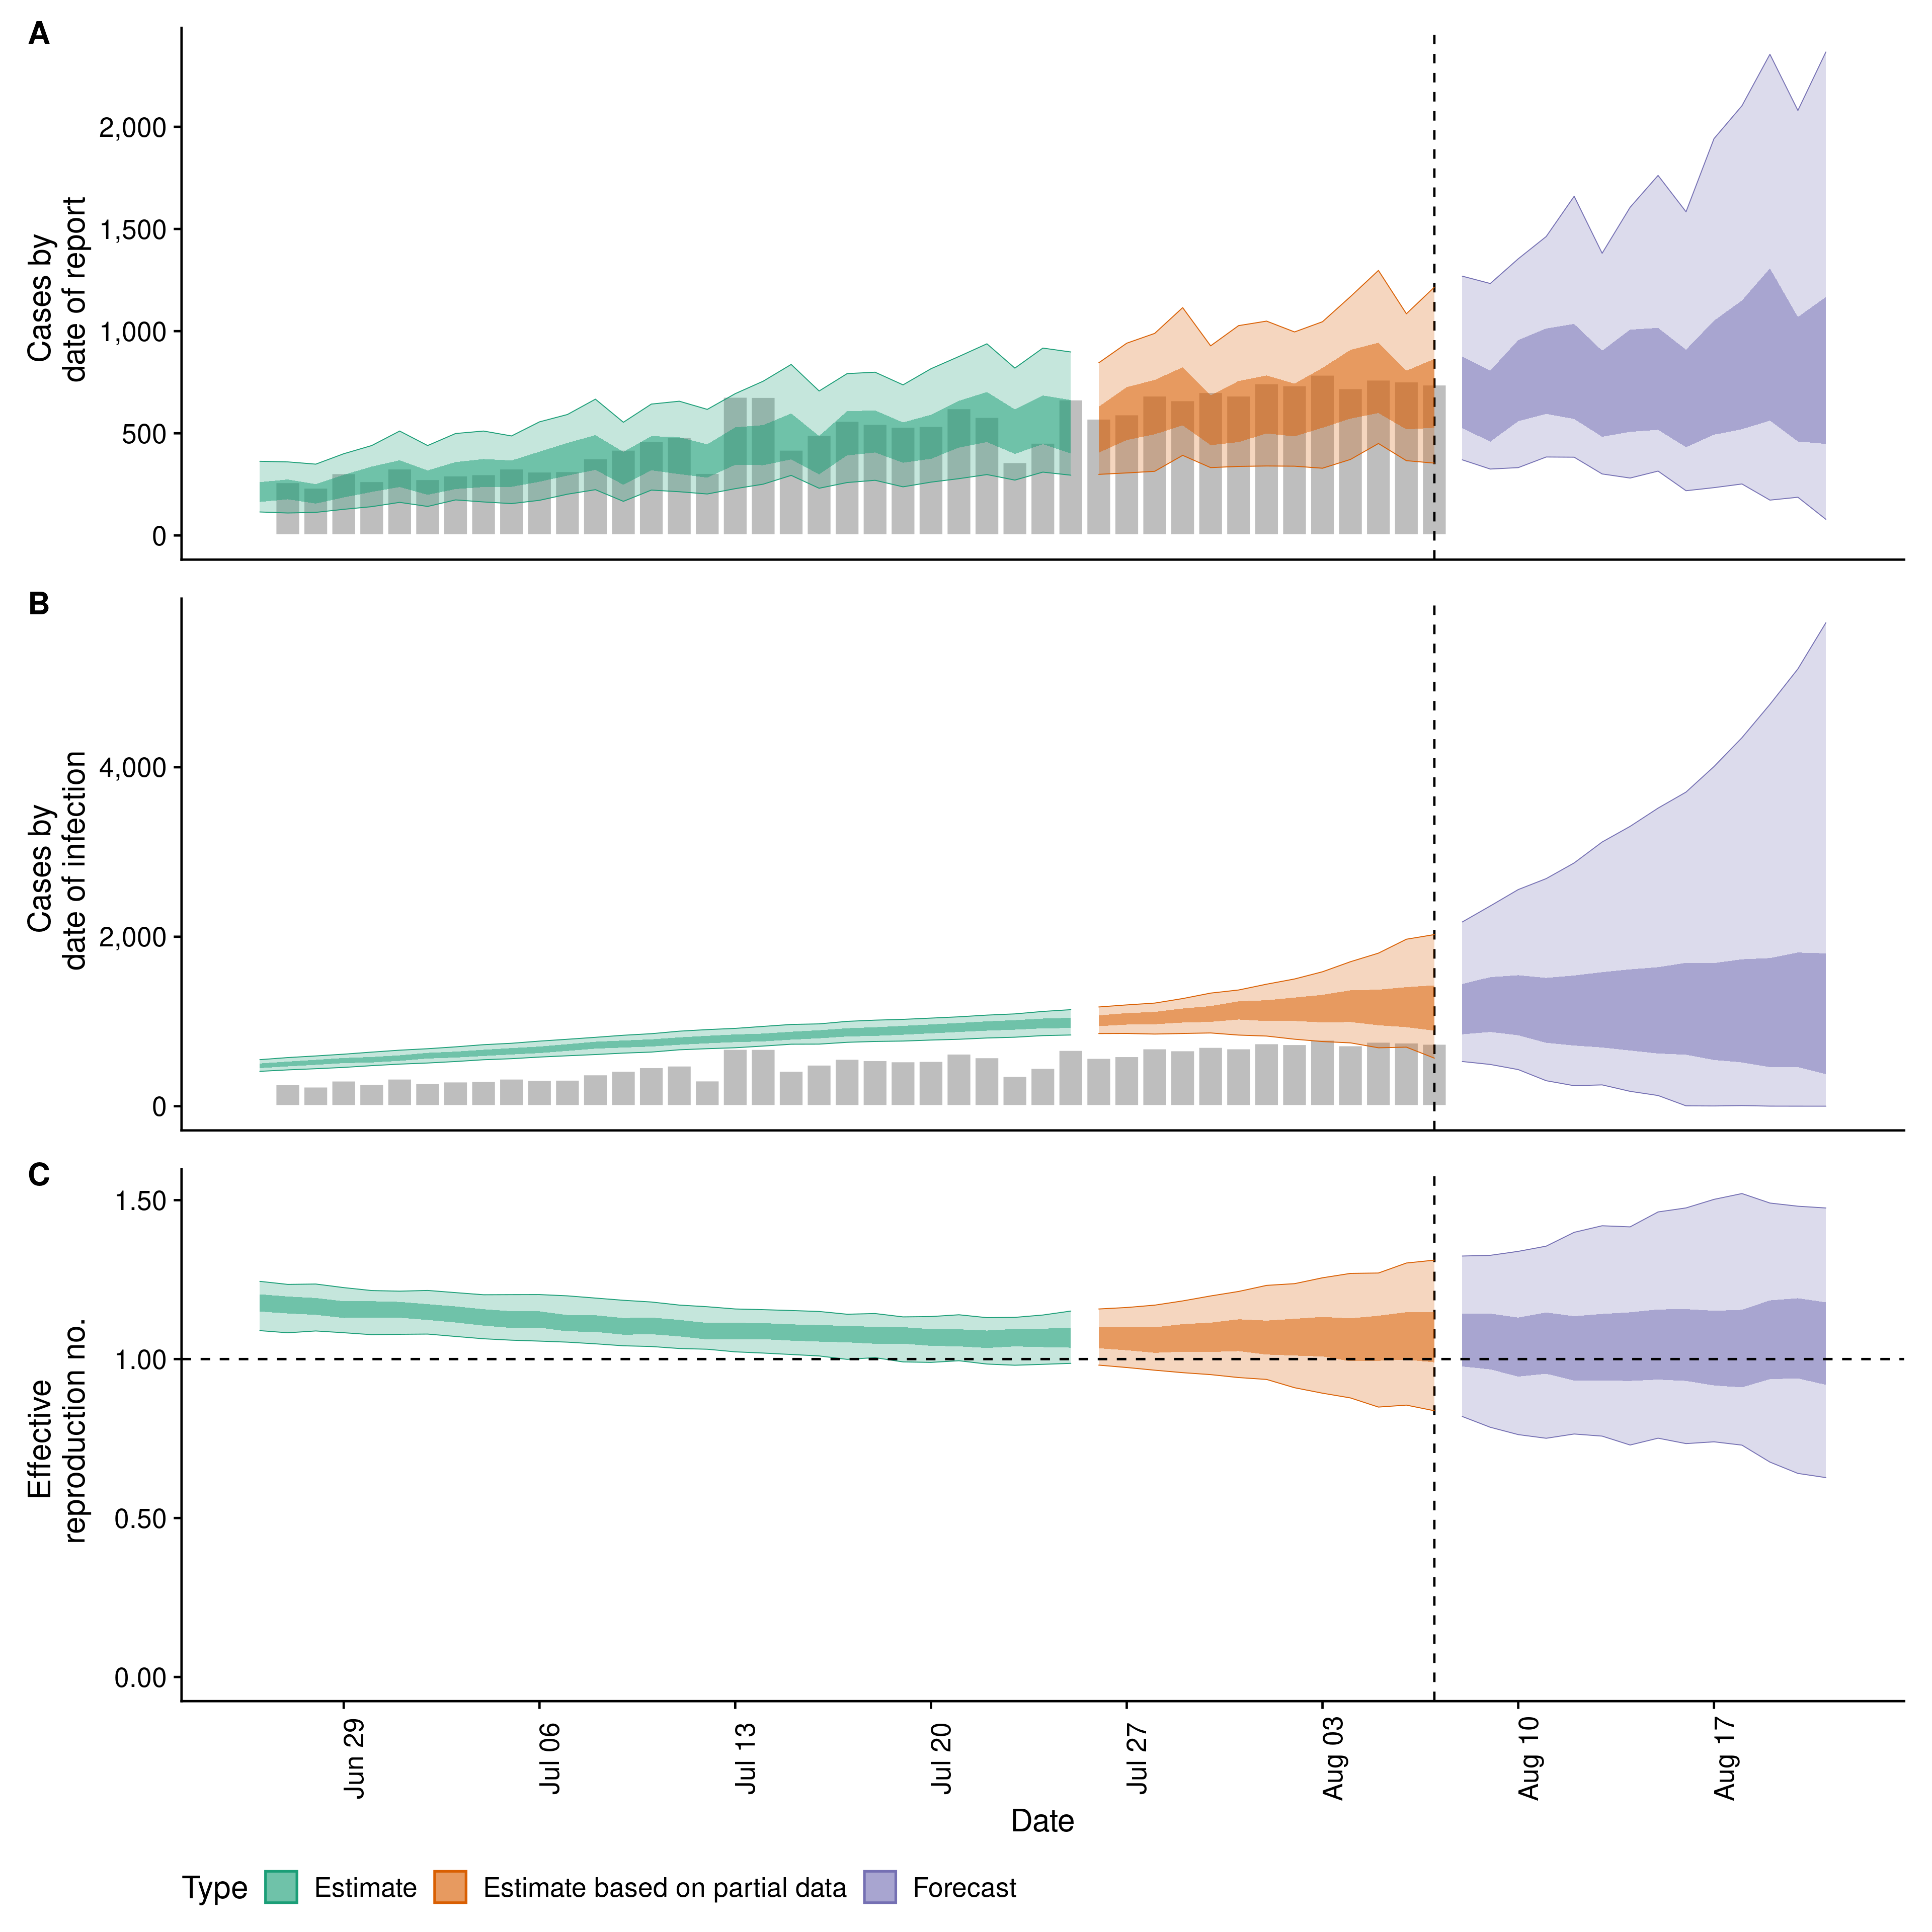 A
Cases by
date of report
2,000
1,500
1,000
500
0
B
Cases by
date of infection
4,000
2,000
0
C
Effective
reproduction no.
1.50
1.00
0.50
0.00
Jun 29
Jul 06
Jul 13
Jul 20
Jul 27
Aug 03
Aug 10
Aug 17
Date
Type Estimate Estimate based on partial data Forecast